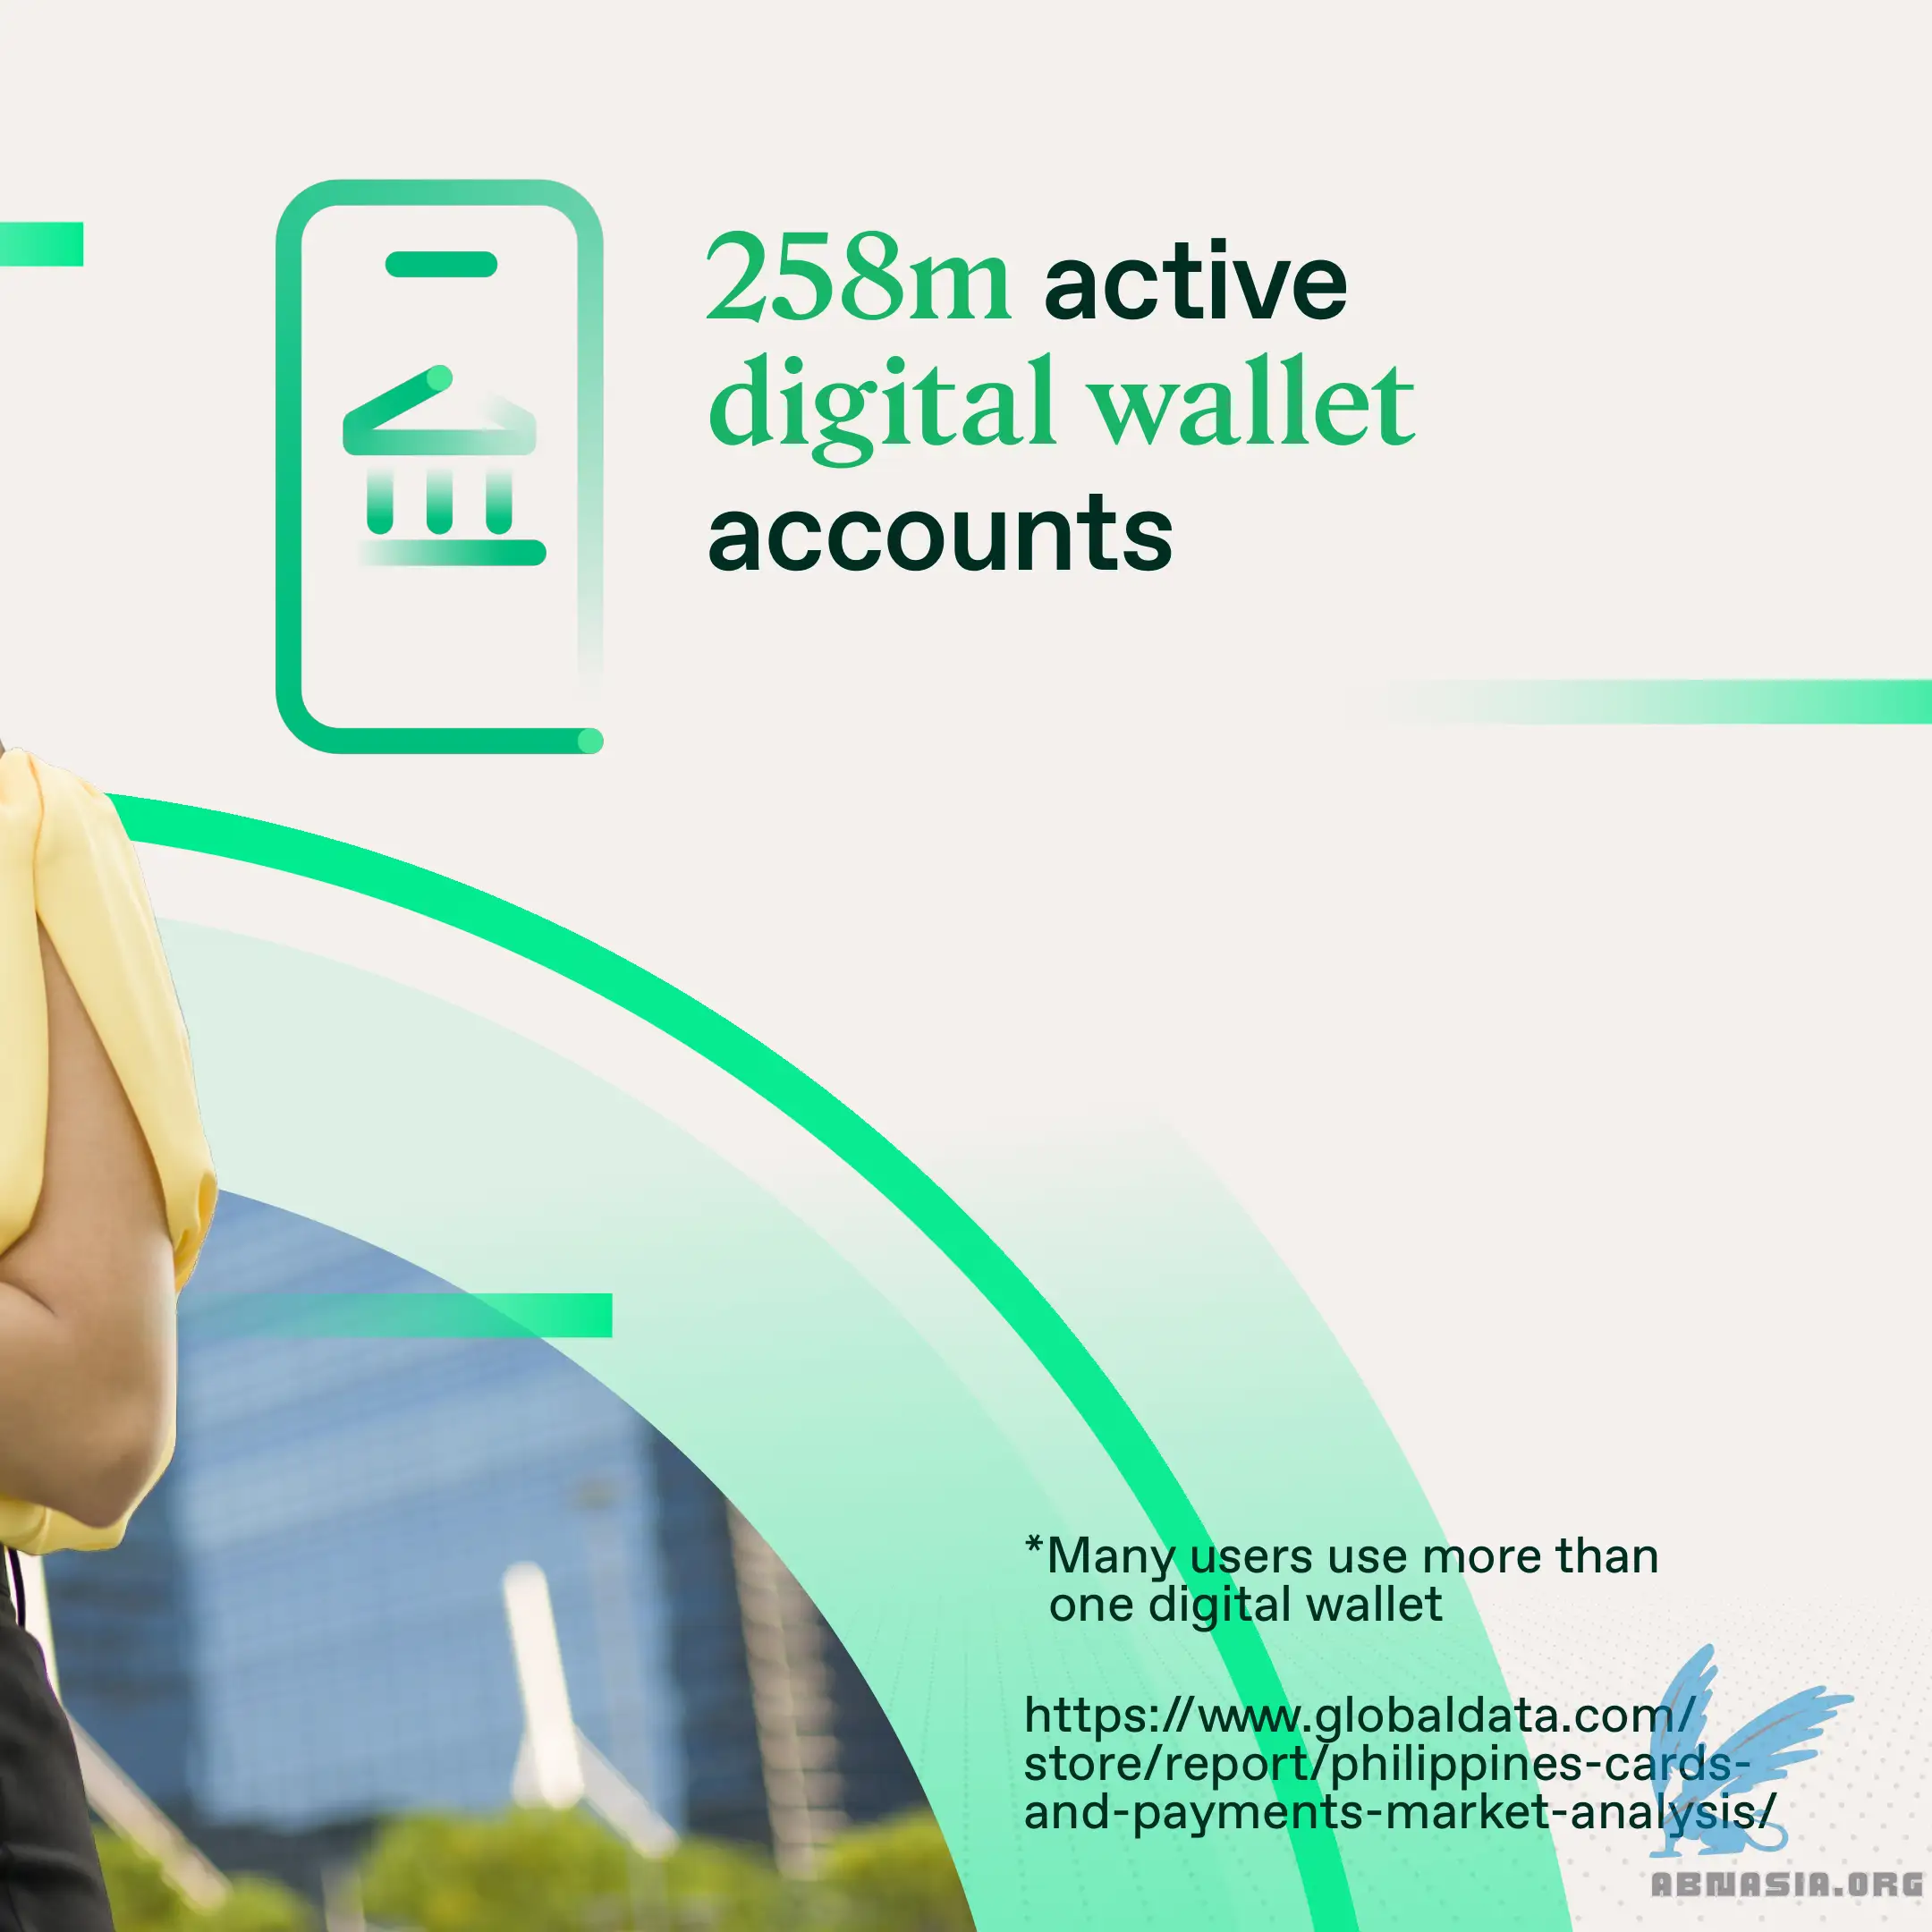 258m active
digital wallet
accounts
*Many users use more than
one digital wallet
https://www.globaldata.com/
store/report/philippines-cards-
and-payments-market-analysis/
ABNASIA.ORG